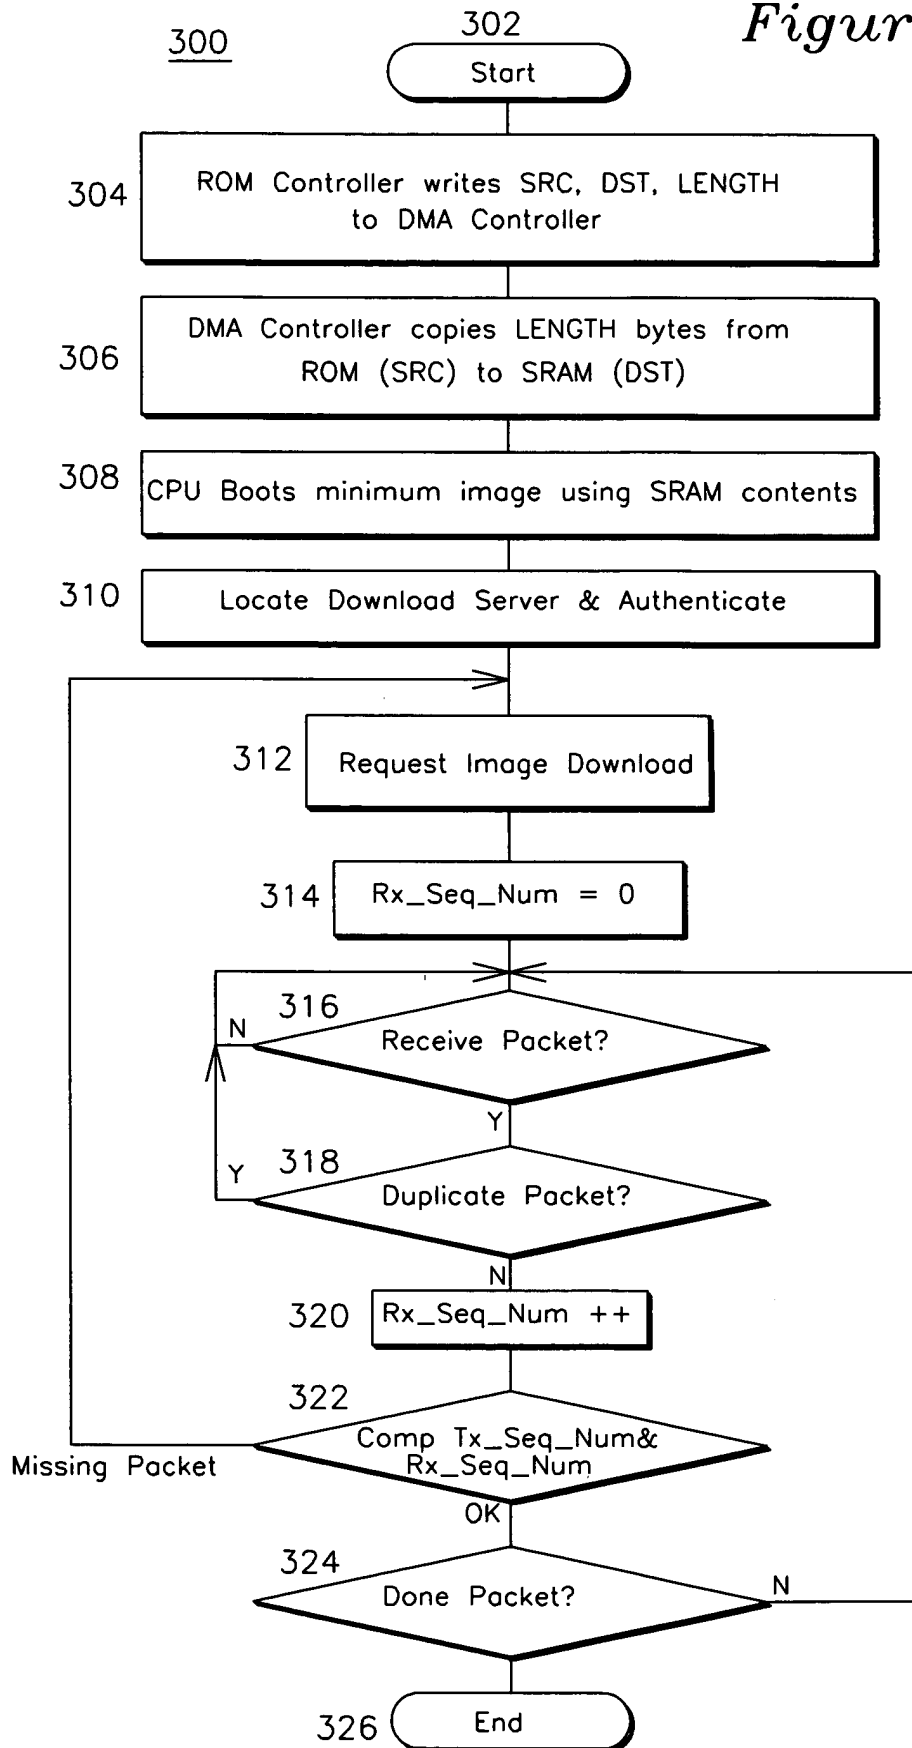 Figur
300
302
Start
304
ROM Controller writes SRC, DST, LENGTH
to DMA Controller
306
DMA Controller copies LENGTH bytes from
ROM (SRC) to SRAM (DST)
308
CPU Boots minimum image using SRAM contents
310
Locate Download Server & Authenticate
312
Request Image Download
314
Rx_Seq_Num = 0
316
N
Receive Packet?
Y
318
Y
Duplicate Packet?
N
320
Rx_Seq_Num ++
322
Comp Tx_Seq_Num&
Rx_Seq_Num
Missing Packet
OK
324
Done Packet?
N
326
End